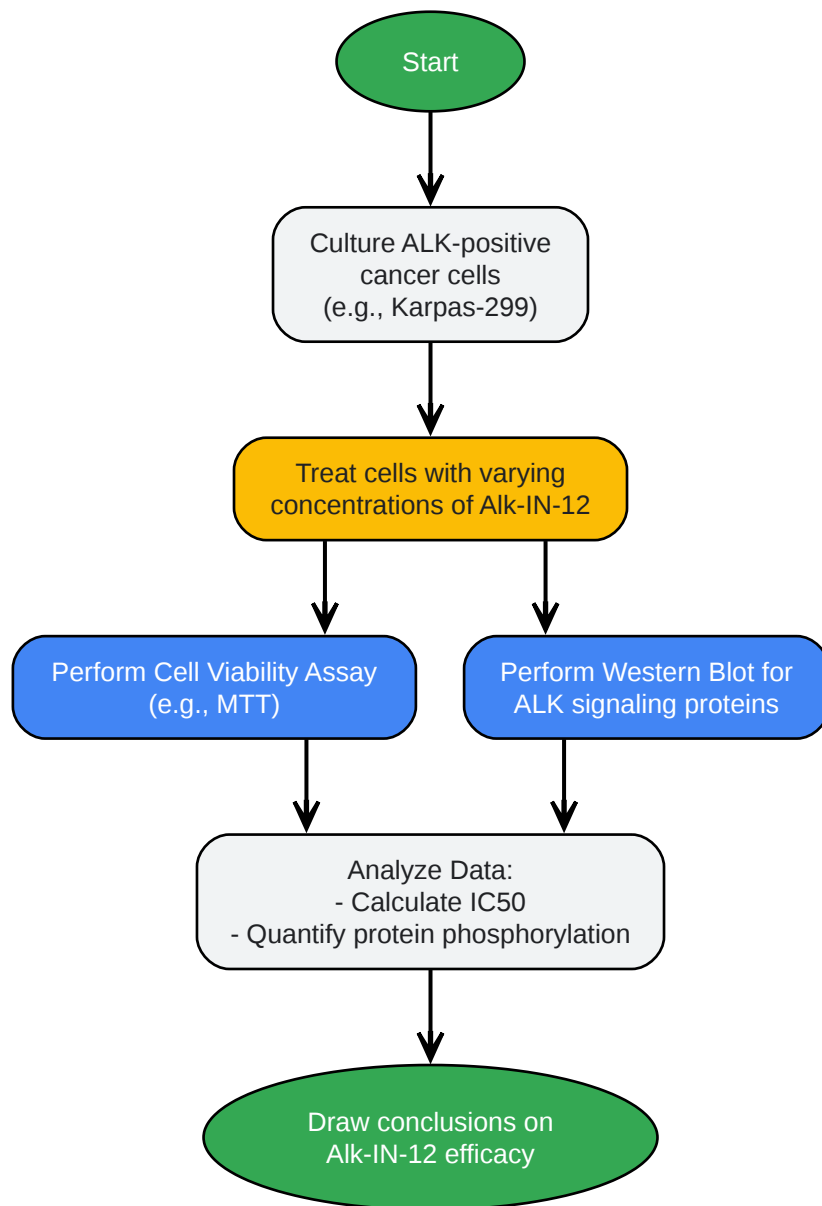 Start
Culture ALK-positive
cancer cells
(e.g., Karpas-299)
Treat cells with varying
concentrations of Alk-IN-12
Perform Cell Viability Assay
(e.g., MTT)
Perform Western Blot for
ALK signaling proteins
Analyze Data:
- Calculate IC50
- Quantify protein phosphorylation
Draw conclusions on
Alk-IN-12 efficacy